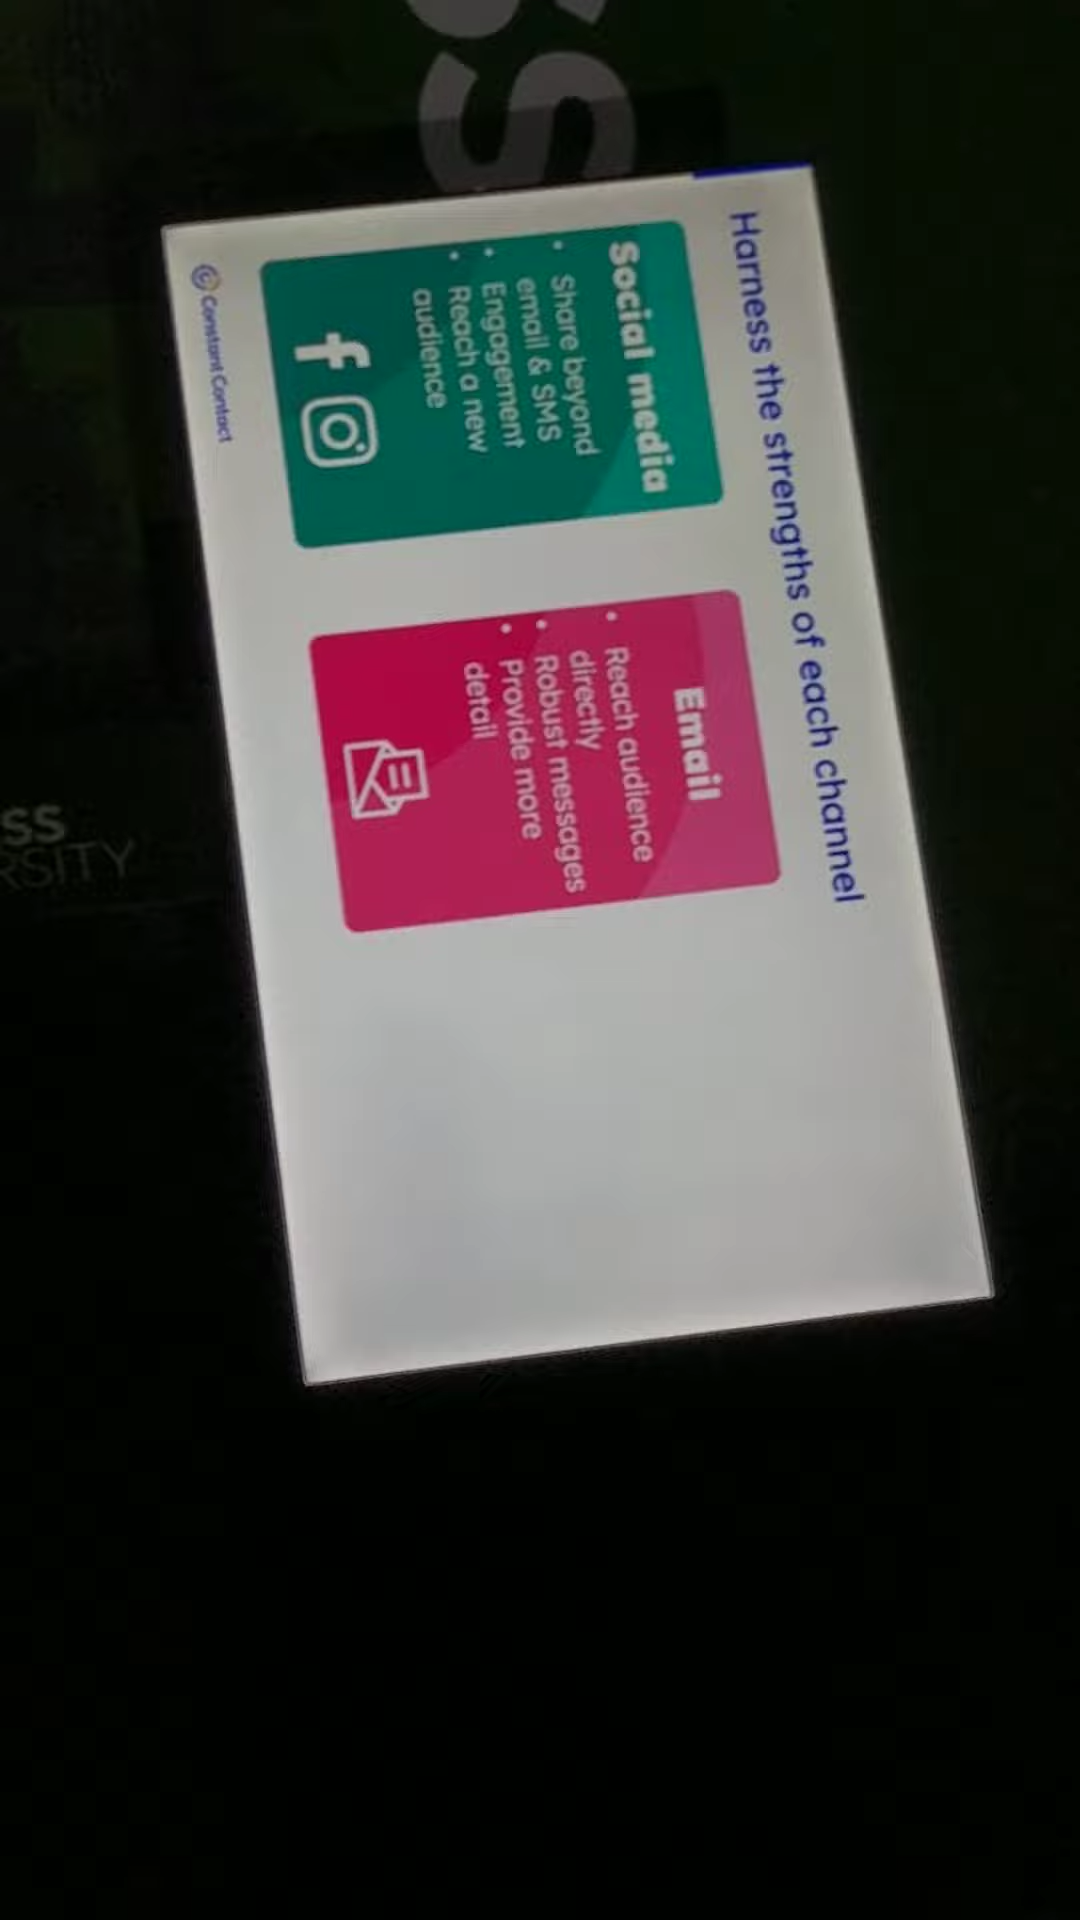 Harness the strengths of each channel
Social media
• Share beyond
email & SMS
• Engagement
• Reach a new
audience
Email
• Reach audience
directly
• Robust messages
• Provide more
detail
Constant Contact
SS
RSITY
S